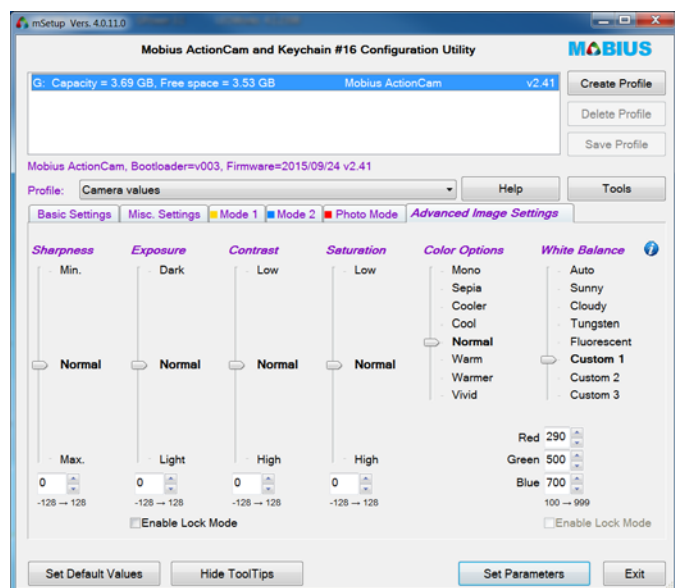 mSetup Vers. 4.0.11.0
Mobius ActionCam and Keychain #16 Configuration Utility
MOBIUS
G: Capacity = 3.69 GB, Free space = 3.53 GB Mobius ActionCam v2.41
Create Profile
Delete Profile
Save Profile
Mobius ActionCam, Bootloader=v003, Firmware=2015/09/24 v2.41
Profile: Camera values Help Tools
Basic Settings Misc. Settings Mode 1 Mode 2 Photo Mode Advanced Image Settings
Sharpness Exposure Contrast Saturation Color Options White Balance
Min. Dark Low Low Mono Auto
Sepia Sunny
Cooler Cloudy
Cool Tungsten
Normal Fluorescent
Normal Normal Normal Normal Warm Custom 1
Warmer Custom 2
Vivid Custom 3
Red 290
Max. Light High High Green 500
0 0 0 0 Blue 700
-128 → 128 -128 → 128 -128 → 128 -128 → 128 100 → 999
Enable Lock Mode Enable Lock Mode
Set Default Values Hide ToolTips Set Parameters Exit